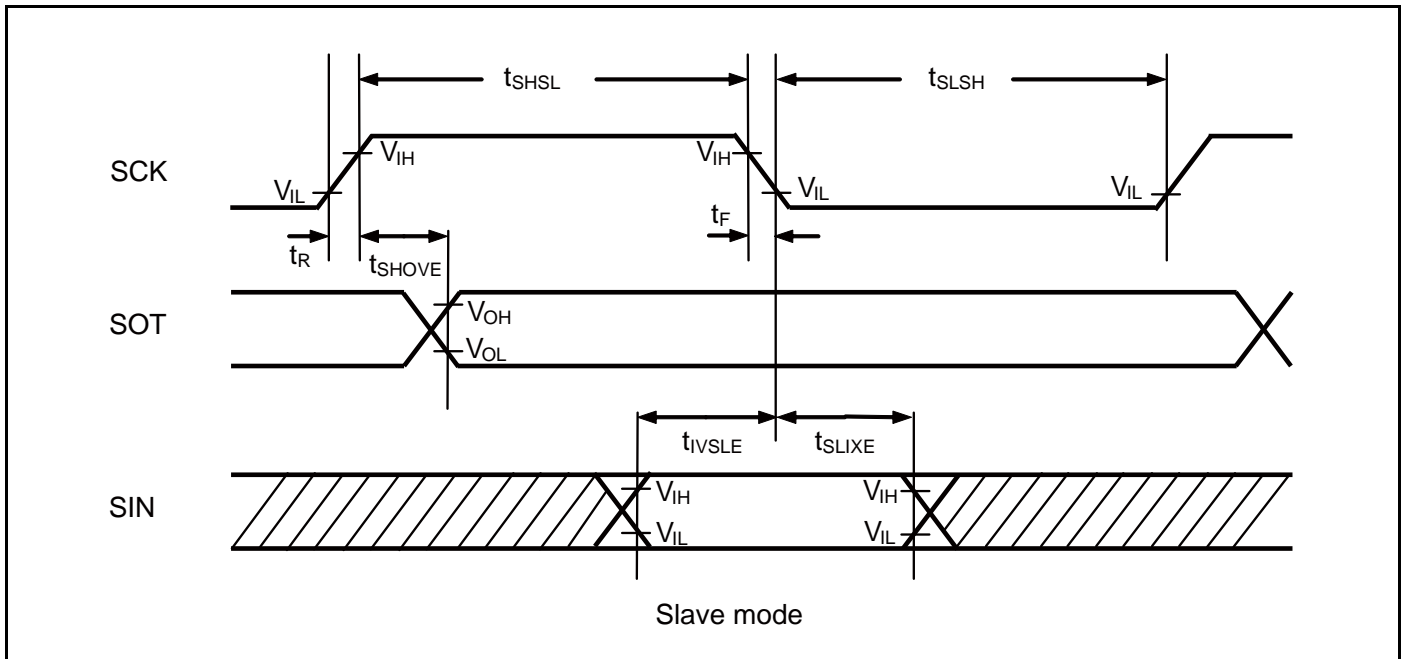 tSHSL
tSLSH
SCK
VIH
VIH
VIL
VIL
VIL
tR
tSHOVE
tF
SOT
VOH
VOL
tIVSLE
tSLIXE
SIN
VIH
VIH
VIL
VIL
Slave mode